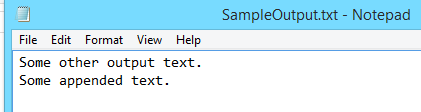 SampleOutput.txt - Notepad
File Edit Format View Help
Some other output text.
Some appended text.